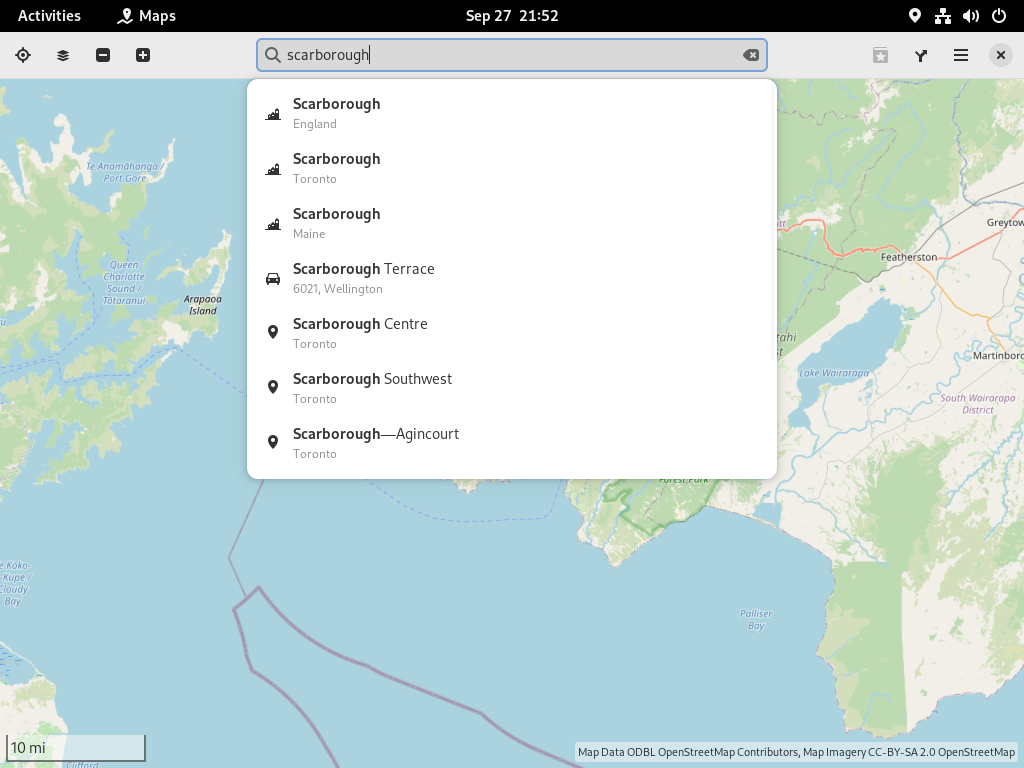 Activities
Maps
Sep 27 21:52
scarborough
Scarborough
England
Scarborough
Toronto
Scarborough
Maine
Scarborough Terrace
6021, Wellington
Scarborough Centre
Toronto
Scarborough Southwest
Toronto
Scarborough—Agincourt
Toronto
Te Anamāhanga /
Port Gore
Queen
Charlotte
Sound /
Tōtaranui
Arapaoa
Island
Greytow
Featherston
Martinboro
Lake Wairarapa
South Wairarapa
District
Forest Park
e Koko-
-Kupe /
Cloudy
Bay
Palliser
Bay
10 mi
Clifford
Map Data ODBL OpenStreetMap Contributors, Map Imagery CC-BY-SA 2.0 OpenStreetMap